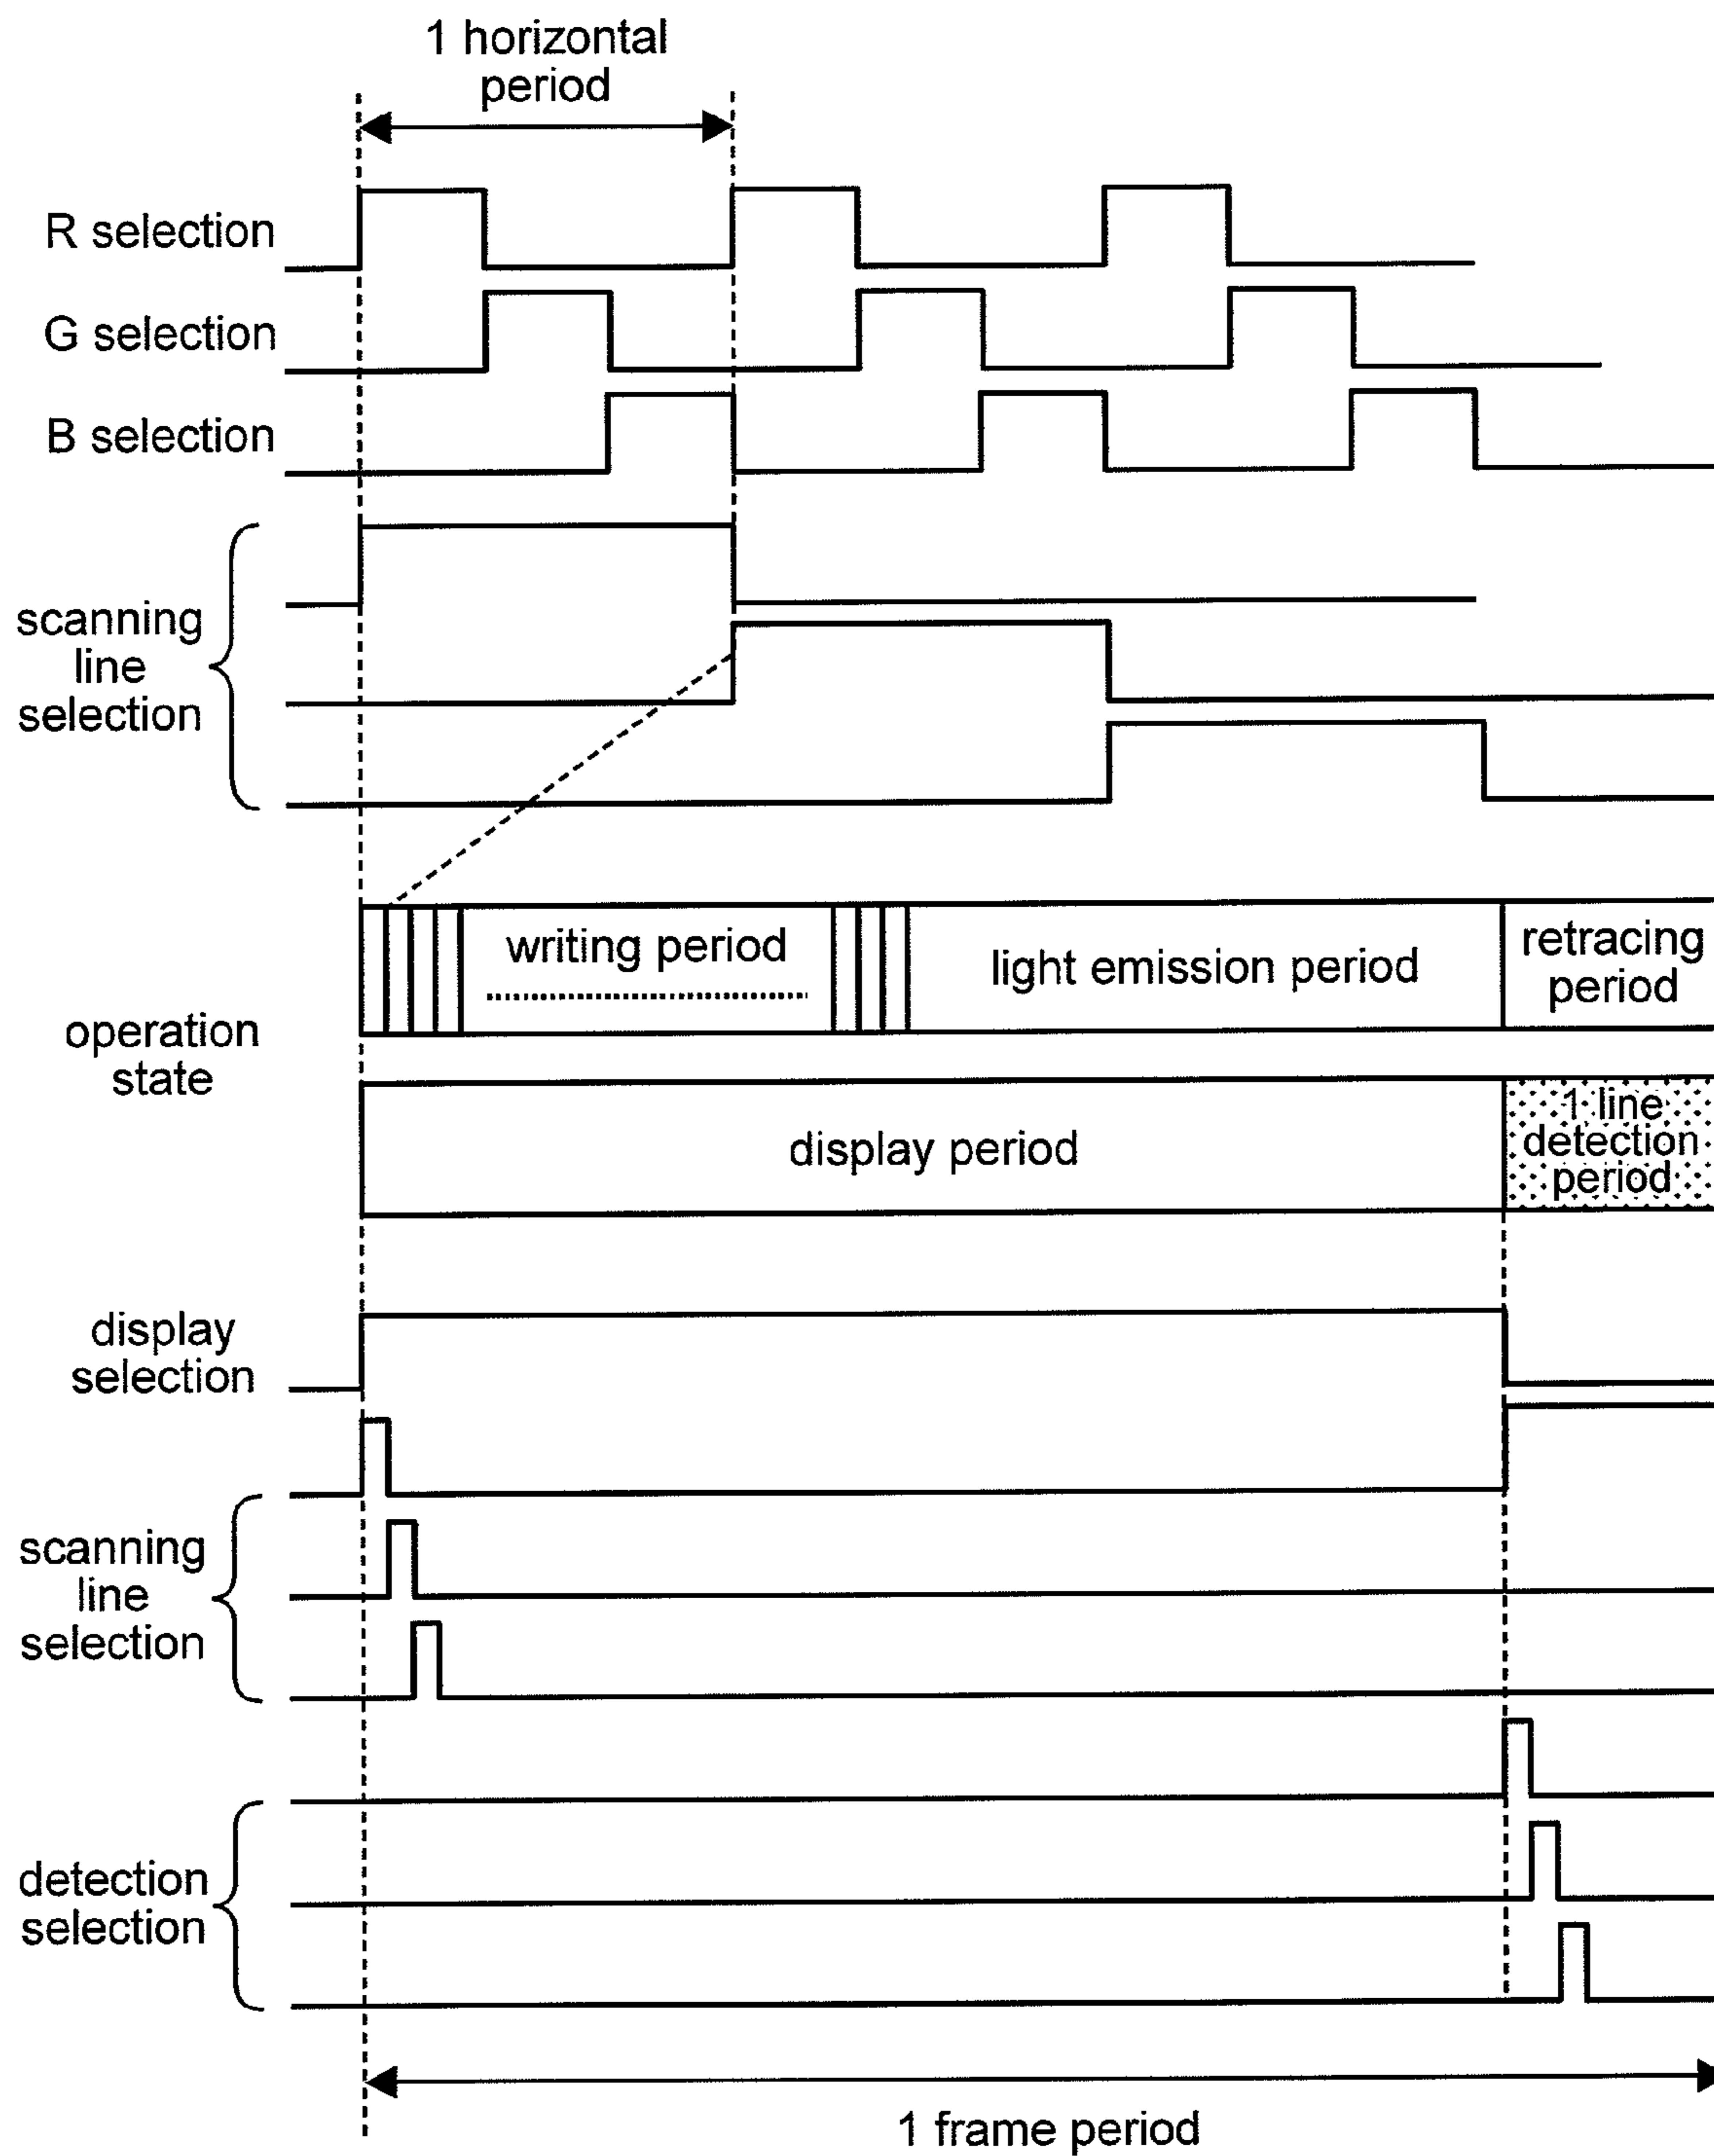 1 horizontal
period
R selection
G selection
B selection
scanning
line
selection
writing period
light emission period
retracing
period
operation
state
display period
1 line
detection
period
display
selection
scanning
line
selection
detection
selection
1 frame period